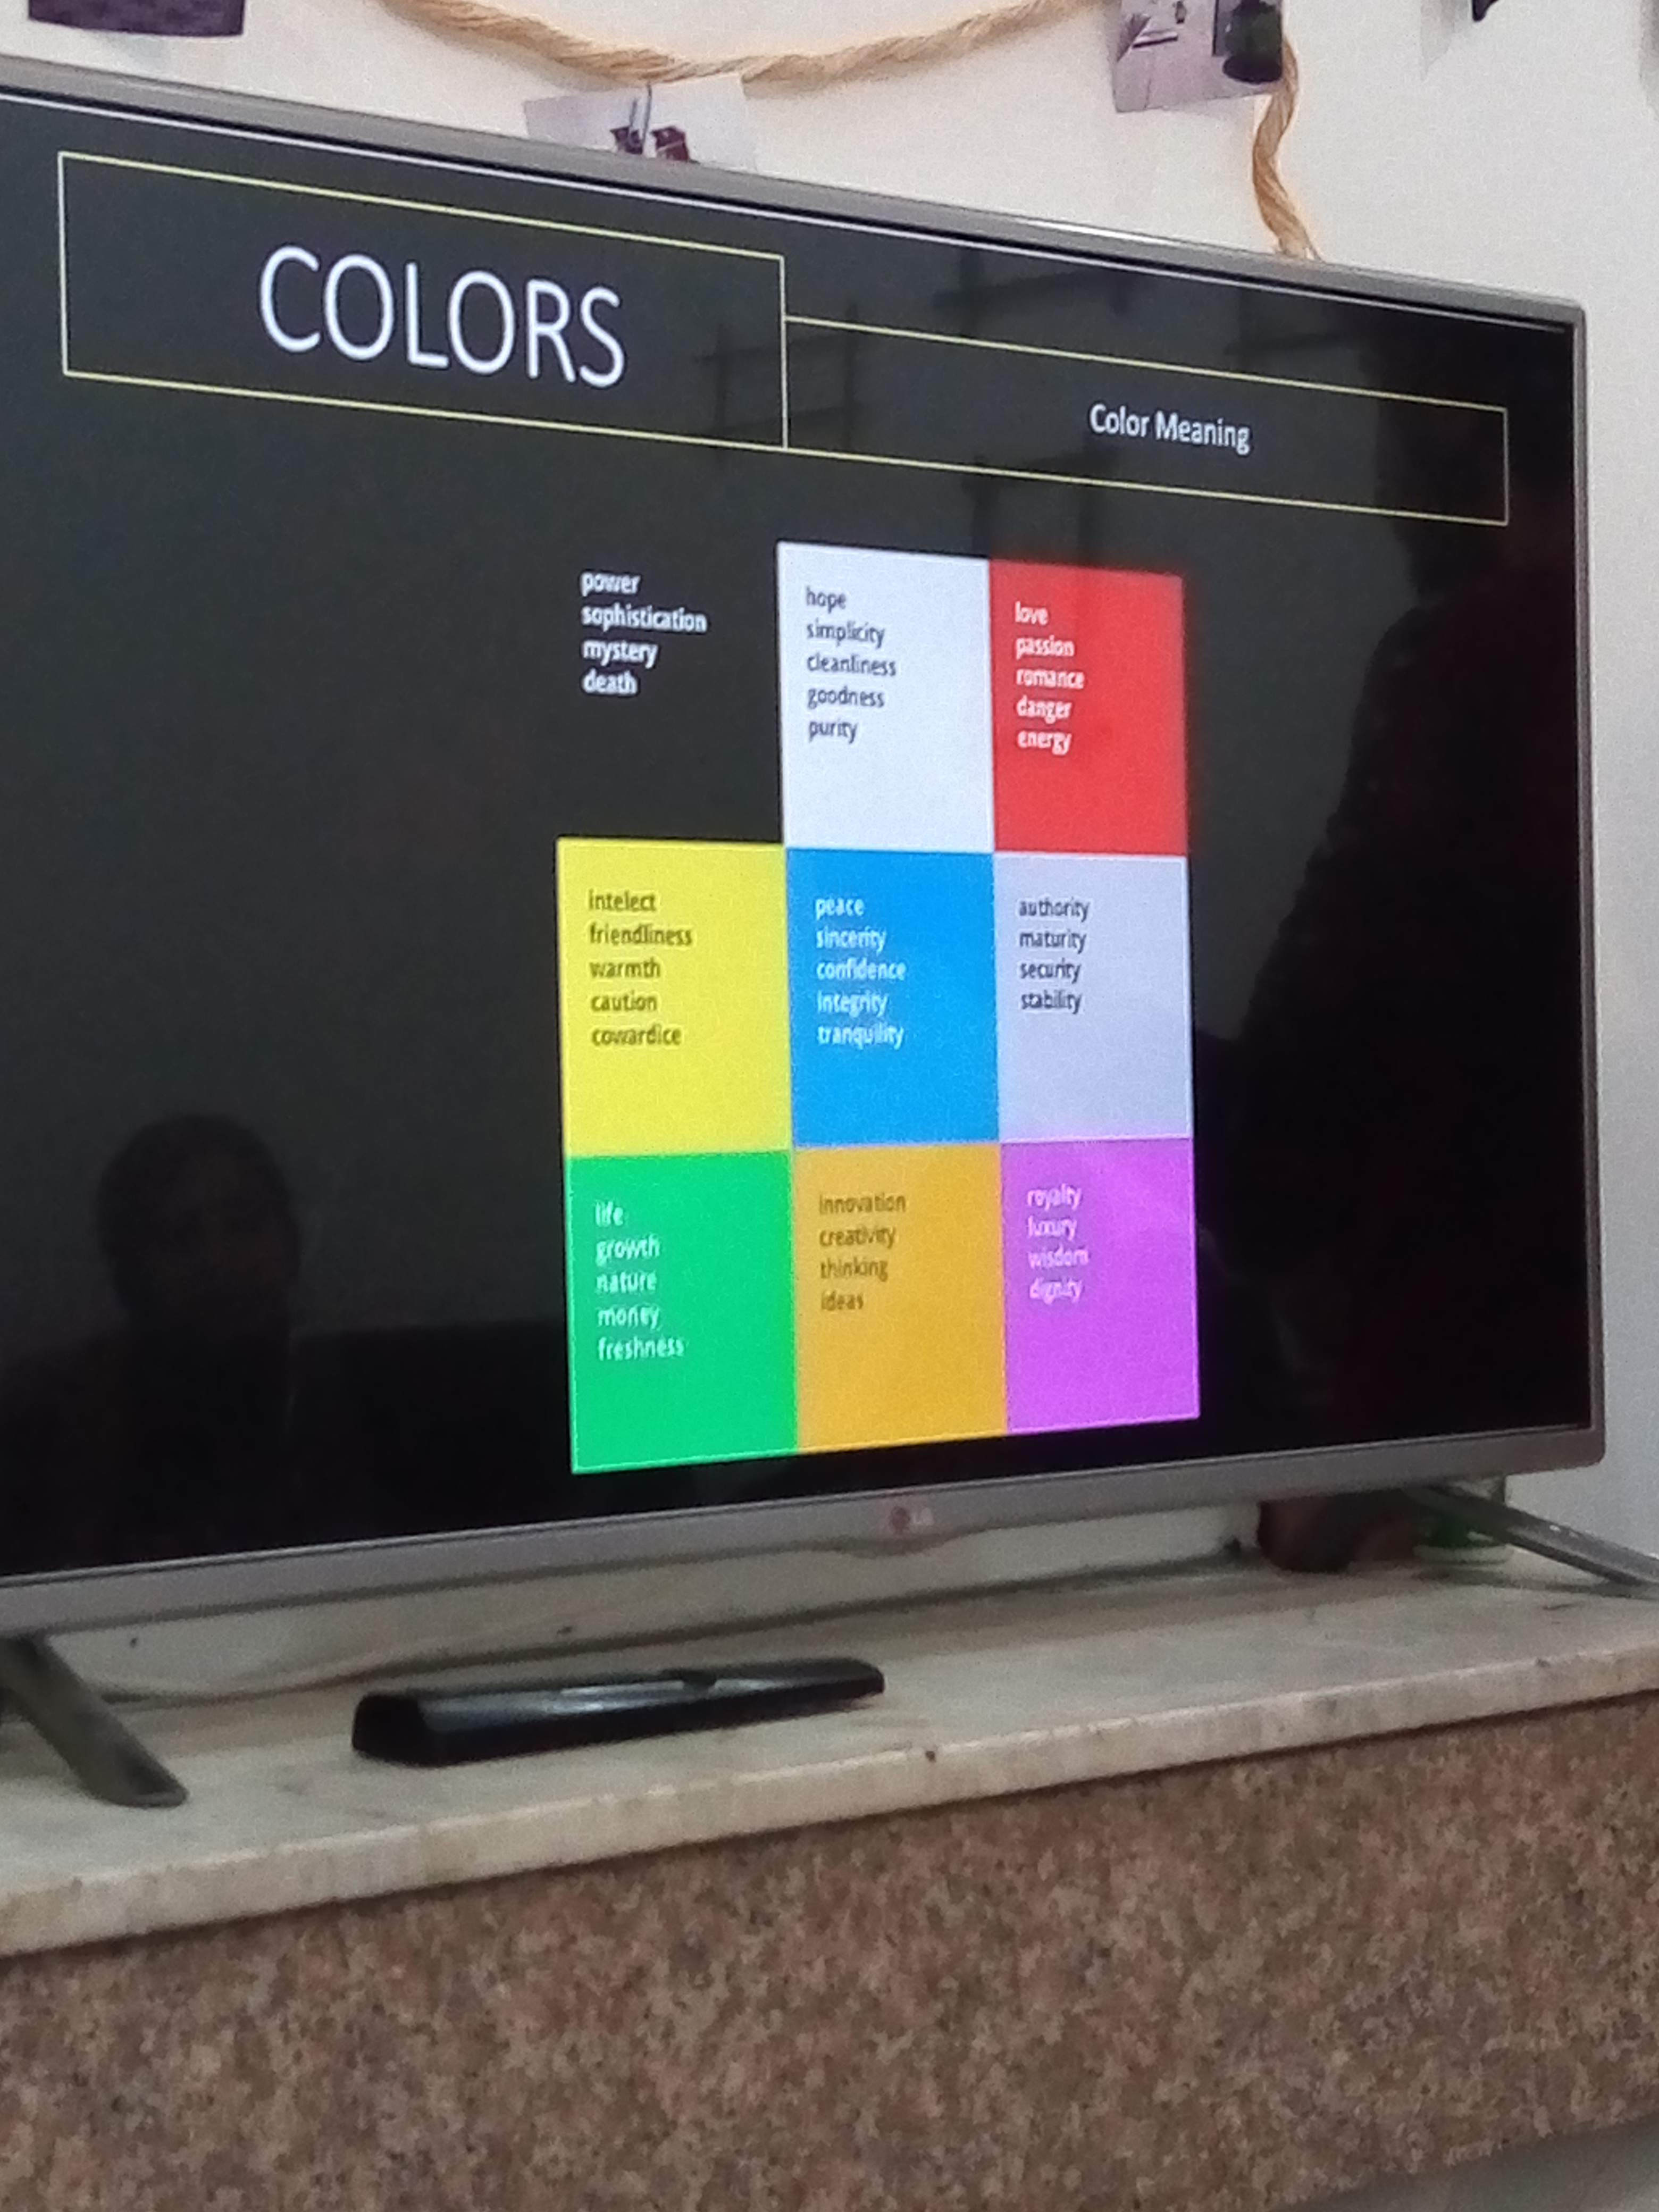 COLORS
Color Meaning
power
sophistication
mystery
death
hope
simplicity
cleanliness
goodness
purity
love
passion
romance
danger
energy
intelect
friendliness
warmth
caution
cowardice
peace
sincerity
confidence
integrity
tranquility
authority
maturity
security
stability
life
growth
nature
money
freshness
innovation
creativity
thinking
ideas
royalty
luxury
wisdom
dignity
LG